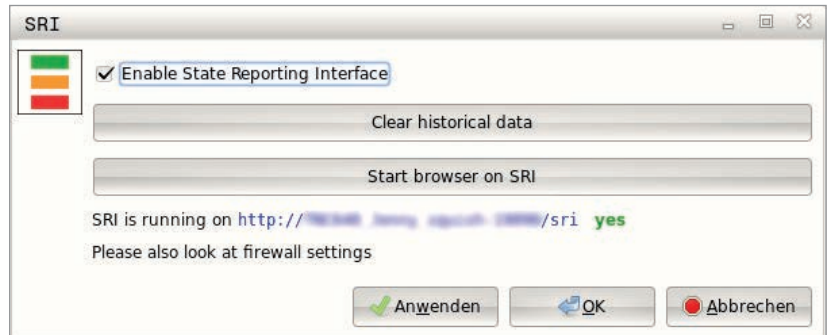 SRI
Enable State Reporting Interface
Clear historical data
Start browser on SRI
SRI is running on http:// /sri yes
Please also look at firewall settings
Anwenden OK Abbrechen